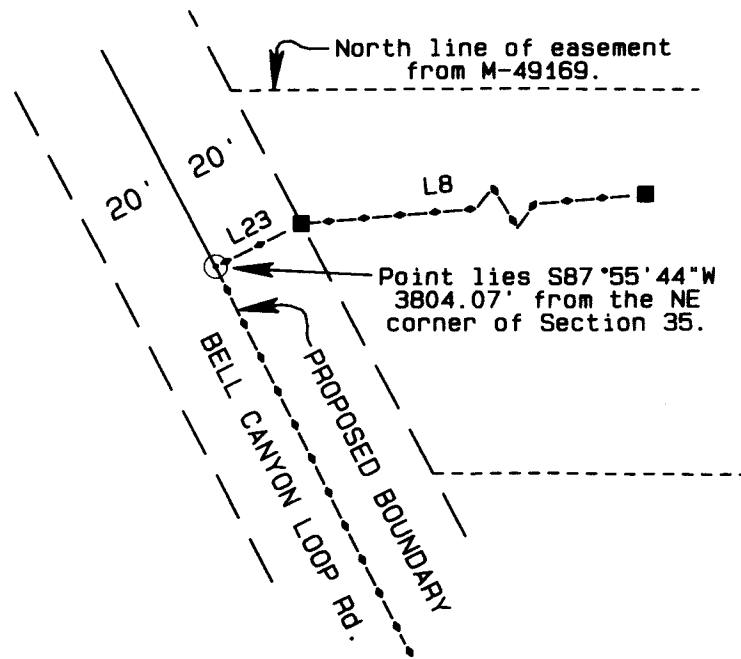 North line of easement
from M-49169.
20'
20'
L8
L23
Point lies S87°55'44"W
3804.07' from the NE
corner of Section 35.
BELL CANYON LOOP Rd.
PROPOSED BOUNDARY